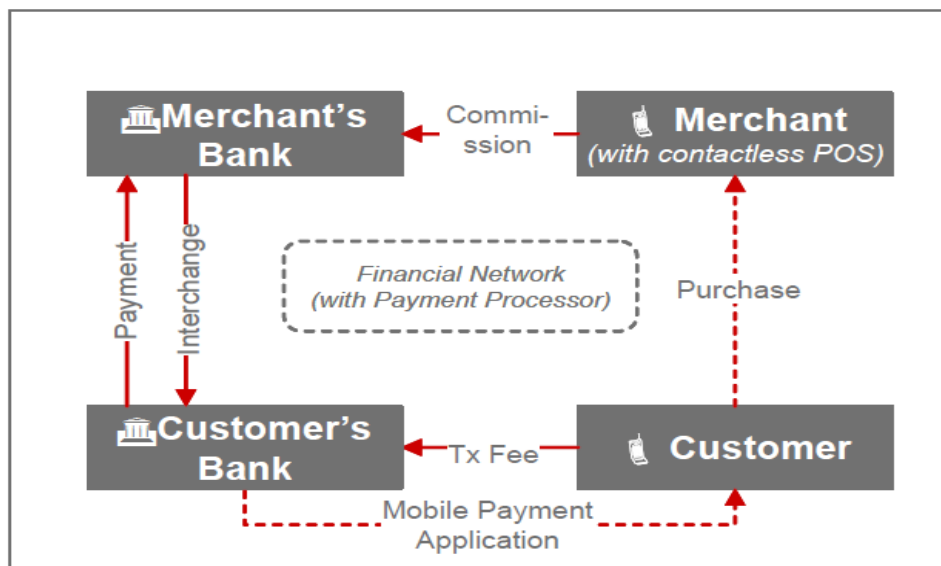 Merchant's
Bank
Commi-
ssion
Merchant
(with contactless POS)
Payment
Interchange
Financial Network
(with Payment Processor)
Purchase
Customer's
Bank
Tx Fee
Customer
Mobile Payment
Application